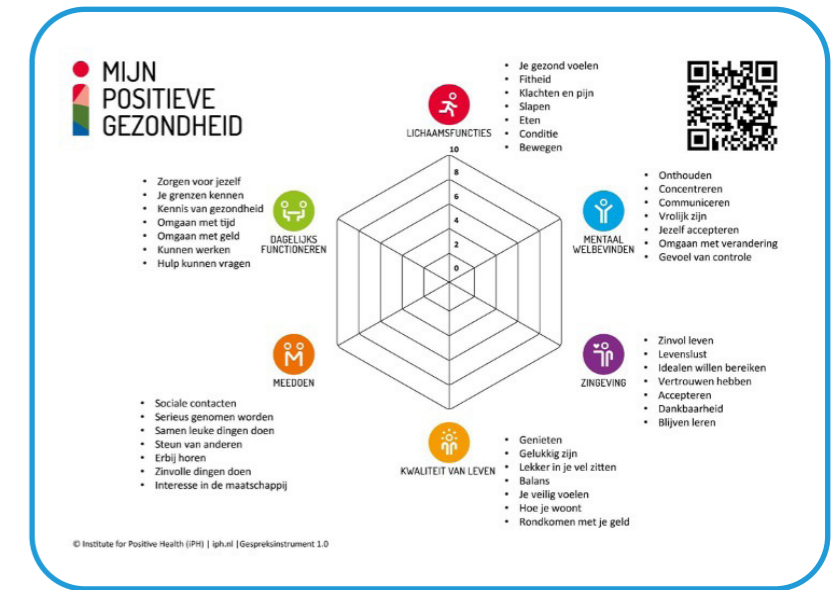 MIJN
POSITIEVE
GEZONDHEID
LICHAAMSFUNCTIES
• Je gezond voelen
• Fitheid
• Klachten en pijn
• Slapen
• Eten
• Conditie
• Bewegen
10
8
6
4
2
0
MENTAAL
WELBEVINDEN
• Onthouden
• Concentreren
• Communiceren
• Vrolijk zijn
• Jezelf accepteren
• Omgaan met verandering
• Gevoel van controle
ZINGEVING
• Zinvol leven
• Levenslust
• Idealen willen bereiken
• Vertrouwen hebben
• Accepteren
• Dankbaarheid
• Blijven leren
KWALITEIT VAN LEVEN
• Genieten
• Gelukkig zijn
• Lekker in je vel zitten
• Balans
• Je veilig voelen
• Hoe je woont
• Rondkomen met je geld
MEEDOEN
• Sociale contacten
• Serieus genomen worden
• Samen leuke dingen doen
• Steun van anderen
• Erbij horen
• Zinvolle dingen doen
• Interesse in de maatschappij
DAGELIJKS
FUNCTIONEREN
• Zorgen voor jezelf
• Je grenzen kennen
• Kennis van gezondheid
• Omgaan met tijd
• Omgaan met geld
• Kunnen werken
• Hulp kunnen vragen
© Institute for Positive Health (iPH) | iph.nl |Gespreksinstrument 1.0